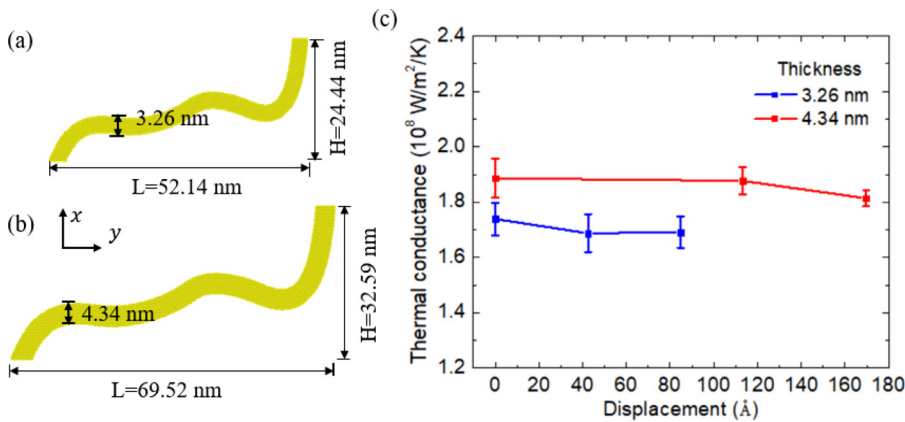 (a)
3.26 nm
H=24.44 nm
L=52.14 nm
(b)
x
y
4.34 nm
H=32.59 nm
L=69.52 nm
(c)
Thermal conductance (10⁸ W/m²/K)
2.4
2.2
2.0
1.8
1.6
1.4
1.2
Thickness
3.26 nm
4.34 nm
0 20 40 60 80 100 120 140 160 180
Displacement (Å)